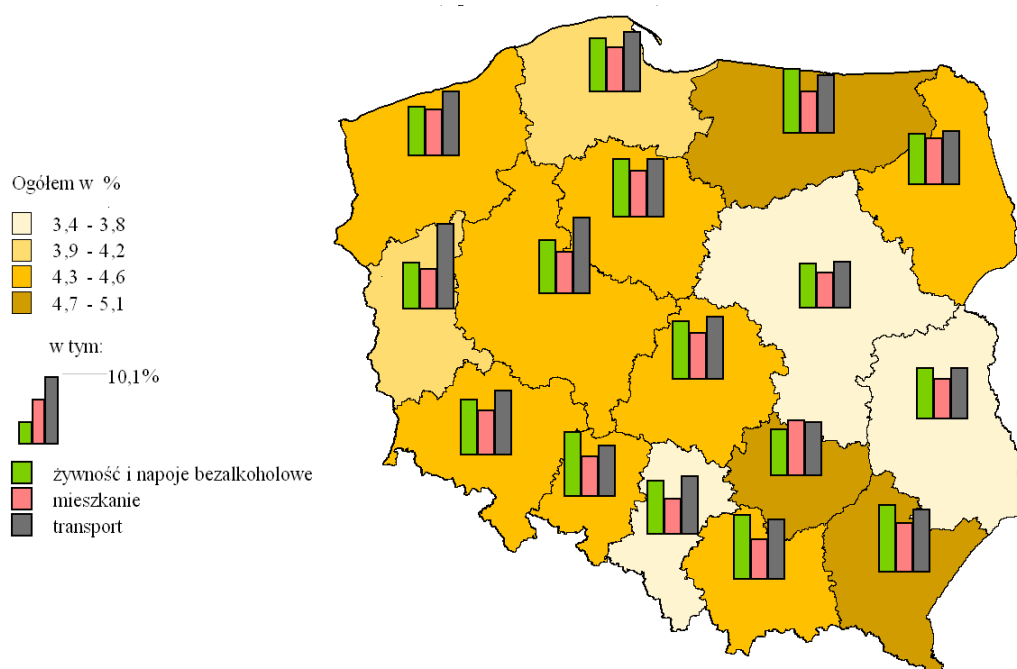 Ogółem w %
3,4 - 3,8
3,9 - 4,2
4,3 - 4,6
4,7 - 5,1
w tym:
10,1%
żywność i napoje bezalkoholowe
mieszkanie
transport